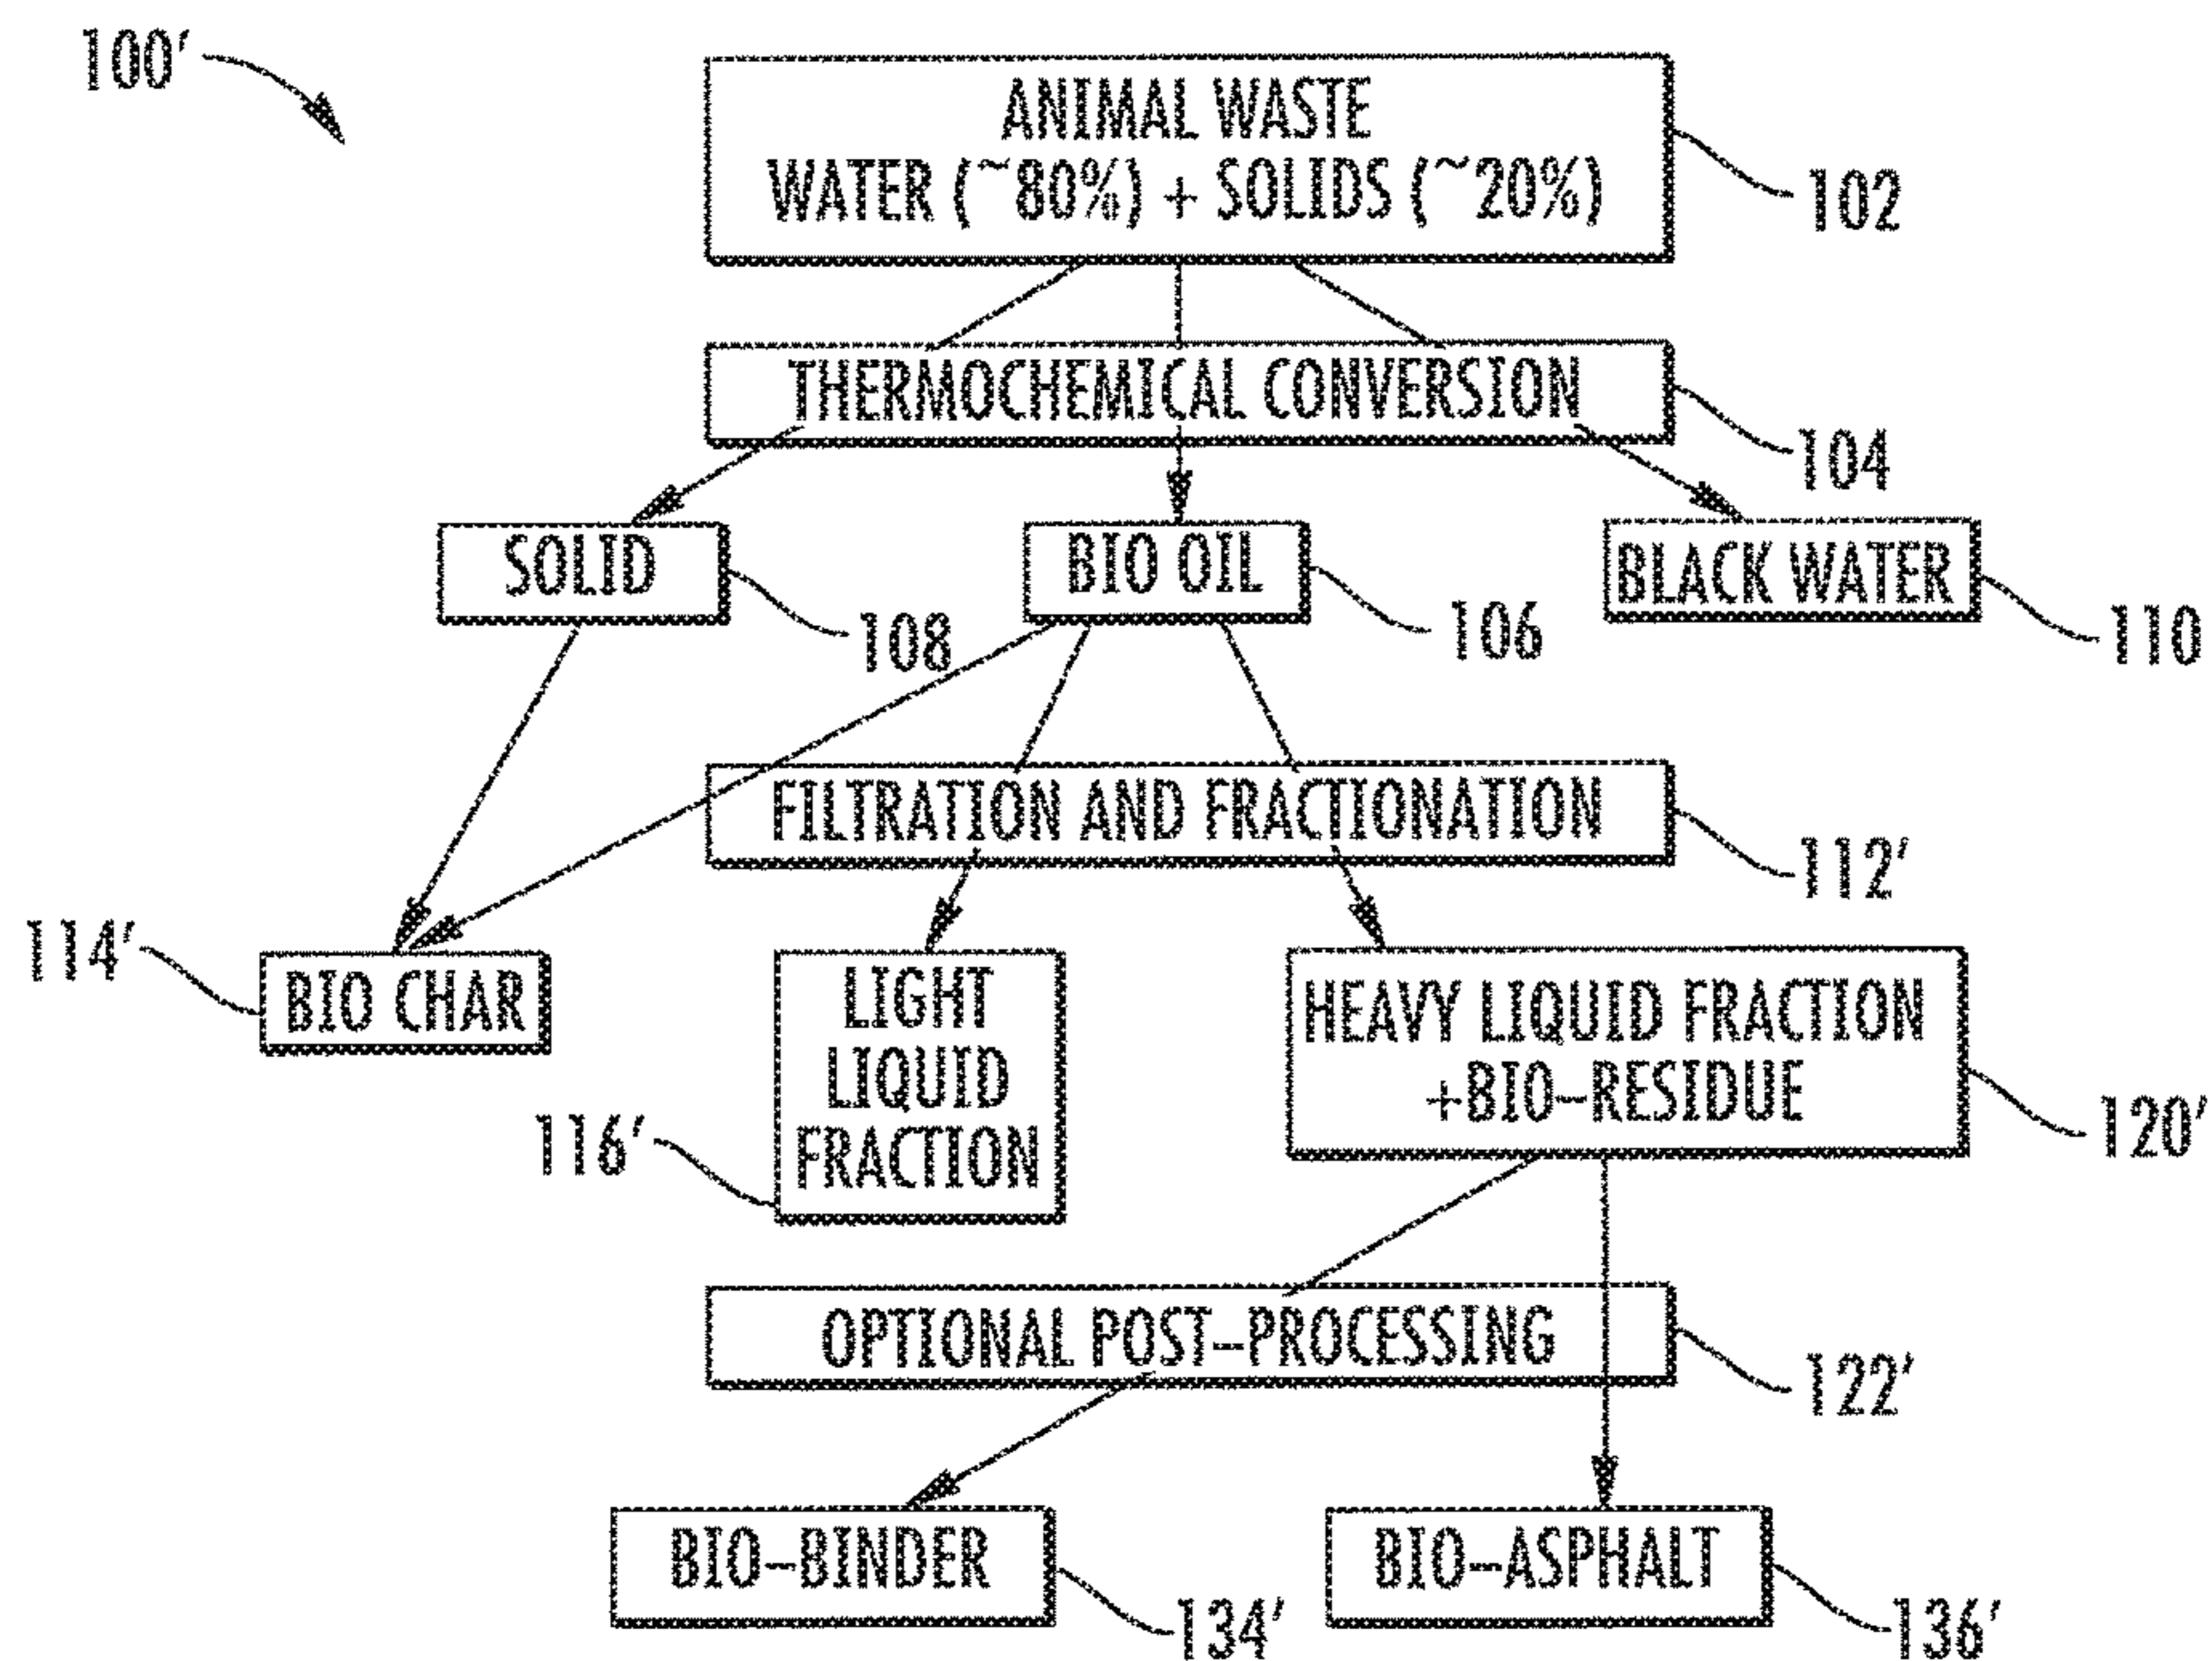 100'
ANIMAL WASTE
WATER (~80%) + SOLIDS (~20%)
102
THERMOCHEMICAL CONVERSION
104
SOLID
108
BIO OIL
106
BLACK WATER
110
FILTRATION AND FRACTIONATION
112'
114'
BIO CHAR
LIGHT
LIQUID
FRACTION
116'
HEAVY LIQUID FRACTION
+BIO-RESIDUE
120'
OPTIONAL POST-PROCESSING
122'
BIO-BINDER
134'
BIO-ASPHALT
136'